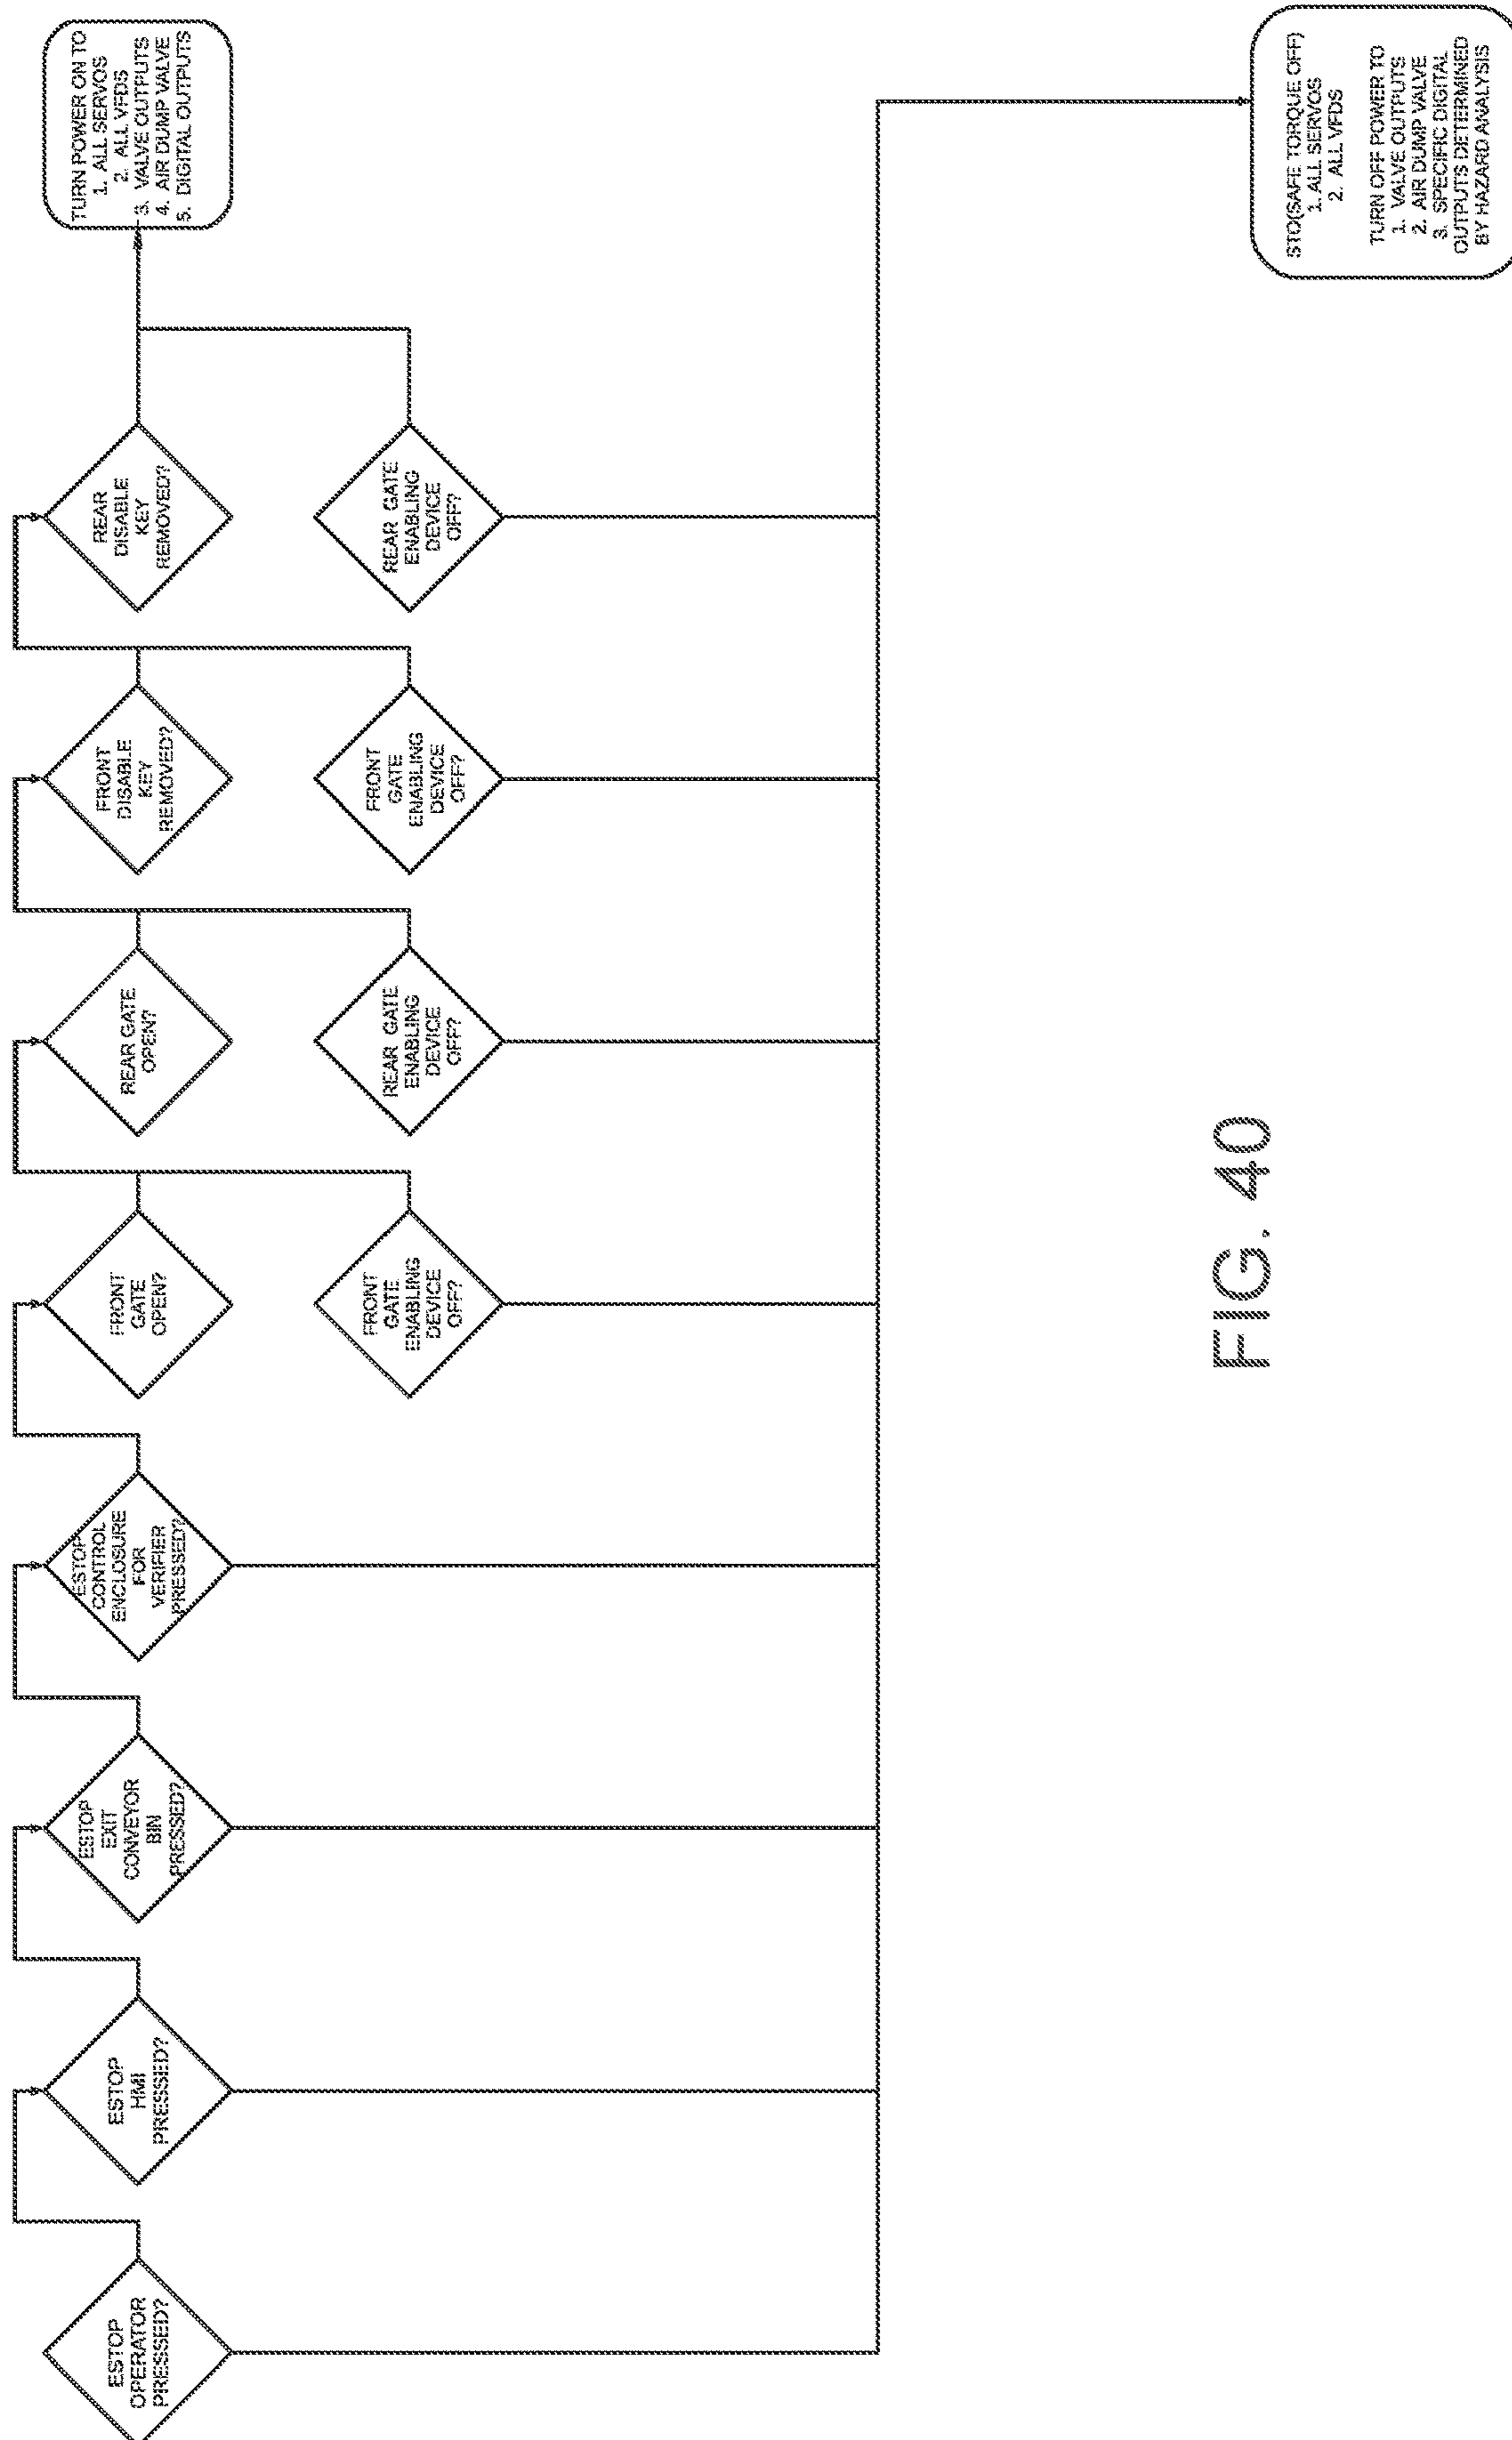 ESTOP
OPERATOR
PRESSED?
ESTOP
HMI
PRESSED?
ESTOP
EXIT
CONVEYOR
BIN
PRESSED?
ESTOP
CONTROL
ENCLOSURE
FOR
VERIFIER
PRESSED?
FRONT
GATE
OPEN?
REAR GATE
OPEN?
FRONT
DISABLE
KEY
REMOVED?
REAR
DISABLE
KEY
REMOVED?
TURN POWER ON TO
1. ALL SERVOS
2. ALL VFDS
3. VALVE OUTPUTS
4. AIR DUMP VALVE
5. DIGITAL OUTPUTS
FRONT
GATE
ENABLING
DEVICE
OFF?
REAR GATE
ENABLING
DEVICE
OFF?
FRONT
GATE
ENABLING
DEVICE
OFF?
REAR GATE
ENABLING
DEVICE
OFF?
STO(SAFE TORQUE OFF)
1. ALL SERVOS
2. ALL VFDS
TURN OFF POWER TO
1. VALVE OUTPUTS
2. AIR DUMP VALVE
3. SPECIFIC DIGITAL
OUTPUTS DETERMINED
BY HAZARD ANALYSIS
FIG. 40